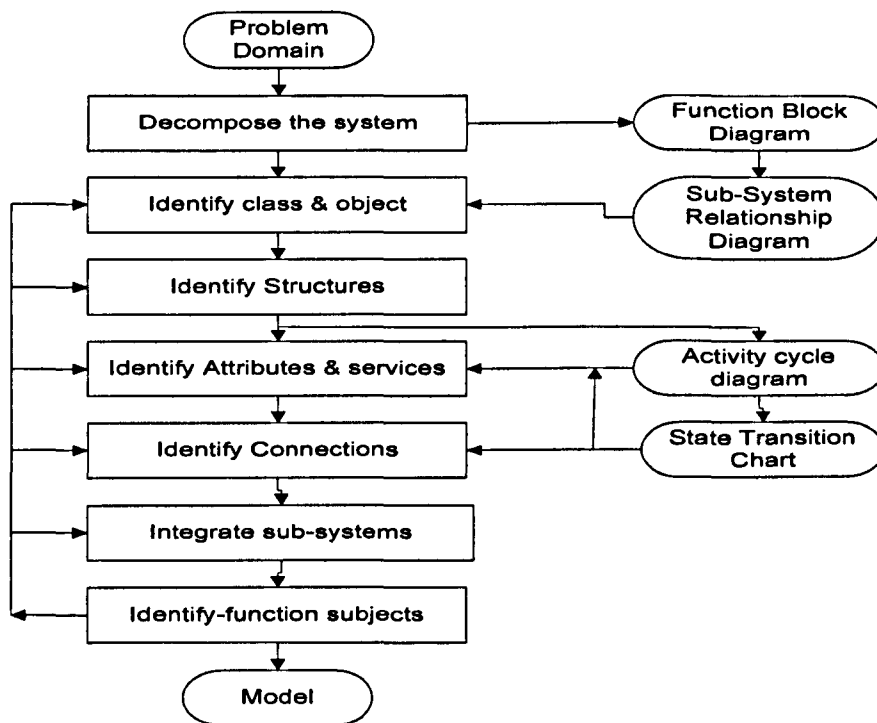 Problem
Domain
Decompose the system
Function Block
Diagram
Identify class & object
Sub-System
Relationship
Diagram
Identify Structures
Identify Attributes & services
Activity cycle
diagram
Identify Connections
State Transition
Chart
Integrate sub-systems
Identify-function subjects
Model